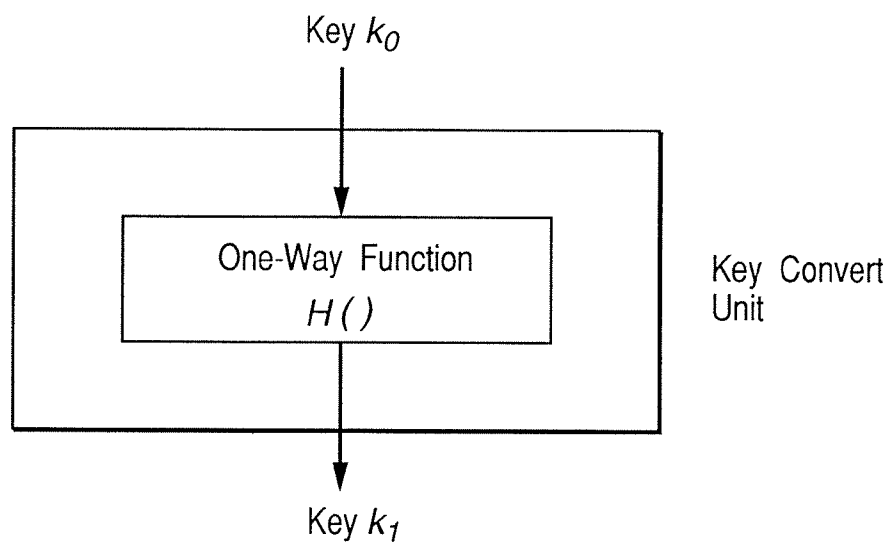 Key k₀
One-Way Function
H ( )
Key Convert
Unit
Key k₁